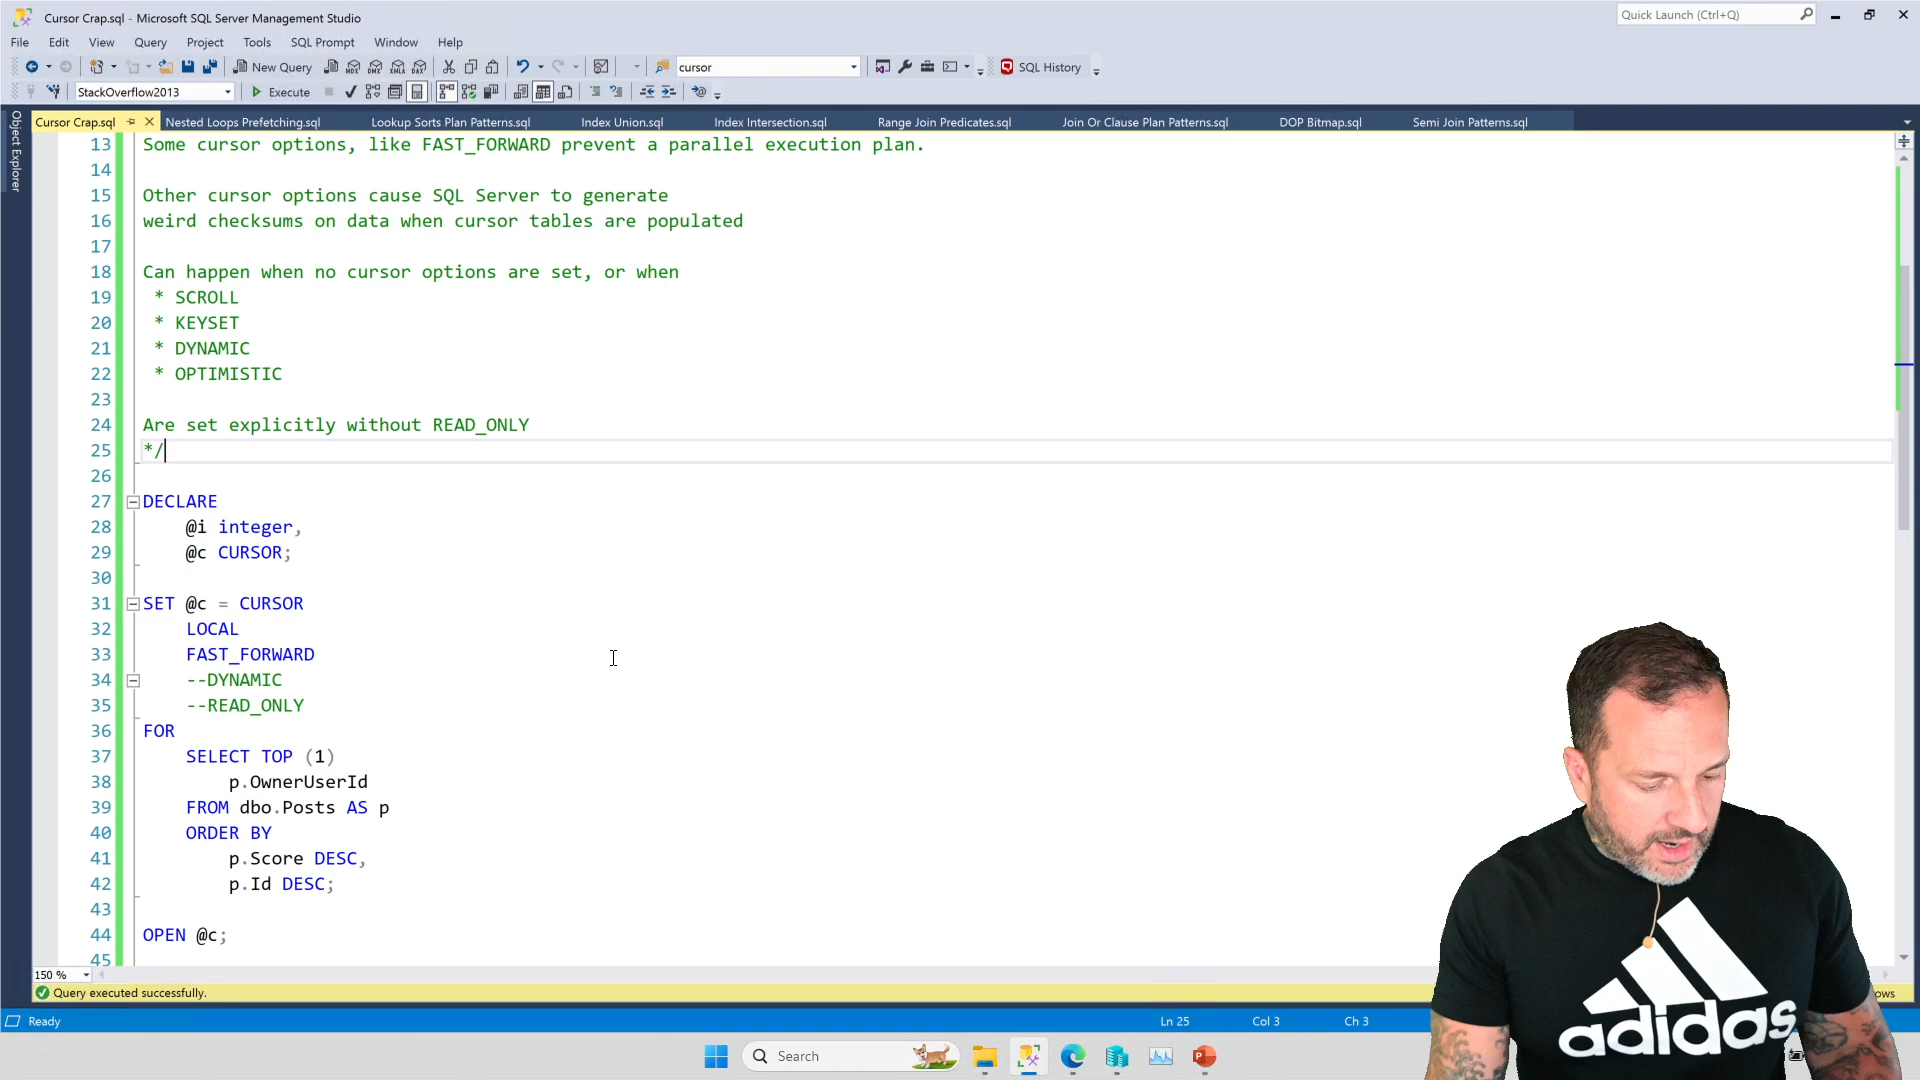 Cursor Crap.sql - Microsoft SQL Server Management Studio
Quick Launch (Ctrl+Q)
File Edit View Query Project Tools SQL Prompt Window Help
New Query
cursor
SQL History
StackOverflow2013
Execute
Object Explorer
Cursor Crap.sql
Nested Loops Prefetching.sql
Lookup Sorts Plan Patterns.sql
Index Union.sql
Index Intersection.sql
Range Join Predicates.sql
Join Or Clause Plan Patterns.sql
DOP Bitmap.sql
Semi Join Patterns.sql
13 Some cursor options, like FAST_FORWARD prevent a parallel execution plan.
14
15 Other cursor options cause SQL Server to generate
16 weird checksums on data when cursor tables are populated
17
18 Can happen when no cursor options are set, or when
19 * SCROLL
20 * KEYSET
21 * DYNAMIC
22 * OPTIMISTIC
23
24 Are set explicitly without READ_ONLY
25 */
26
27 DECLARE
28 @i integer,
29 @c CURSOR;
30
31 SET @c = CURSOR
32 LOCAL
33 FAST_FORWARD
34 --DYNAMIC
35 --READ_ONLY
36 FOR
37 SELECT TOP (1)
38 p.OwnerUserId
39 FROM dbo.Posts AS p
40 ORDER BY
41 p.Score DESC,
42 p.Id DESC;
43
44 OPEN @c;
45
150 %
Query executed successfully.
Ready
Ln 25
Col 3
Ch 3
Search
adidas